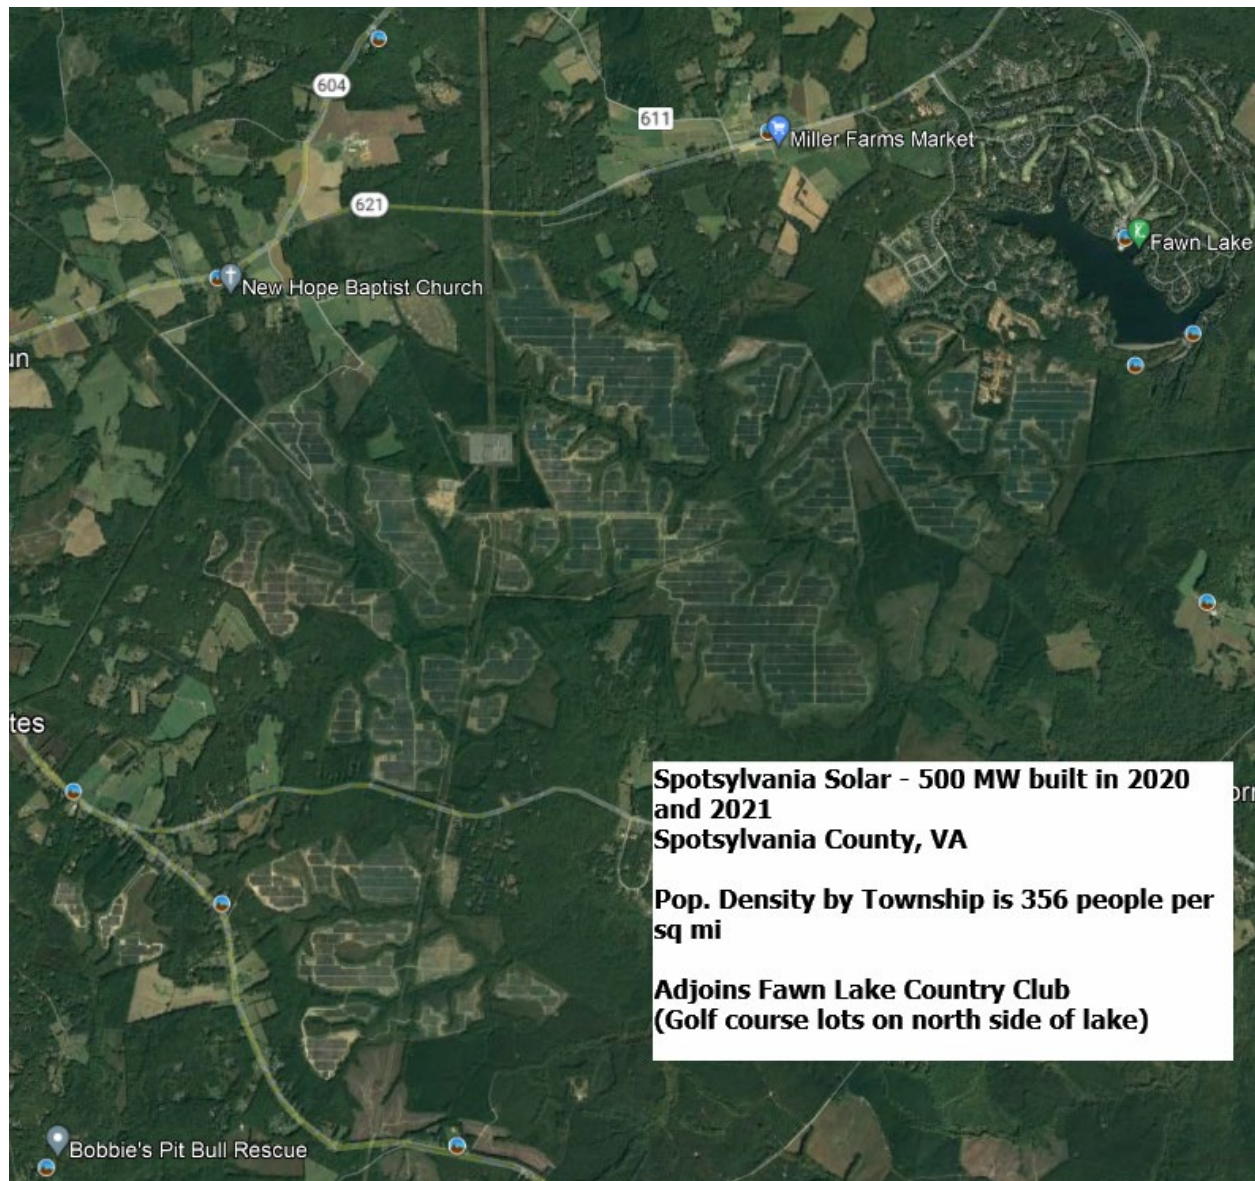 604
611
Miller Farms Market
621
Fawn Lake
New Hope Baptist Church
un
tes
Spotsylvania Solar - 500 MW built in 2020
and 2021
Spotsylvania County, VA
Pop. Density by Township is 356 people per
sq mi
Adjoins Fawn Lake Country Club
(Golf course lots on north side of lake)
Bobbie's Pit Bull Rescue